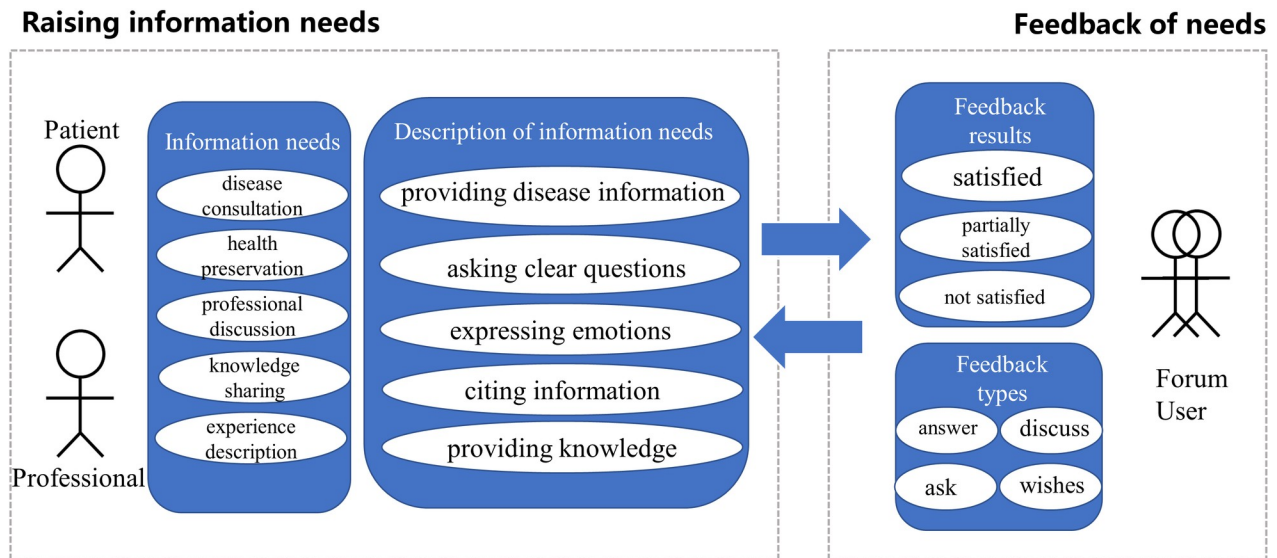 Raising information needs
Feedback of needs
Patient
Professional
Information needs
disease
consultation
health
preservation
professional
discussion
knowledge
sharing
experience
description
Description of information needs
providing disease information
asking clear questions
expressing emotions
citing information
providing knowledge
Feedback
results
satisfied
partially
satisfied
not satisfied
Feedback
types
answer
discuss
ask
wishes
Forum
User